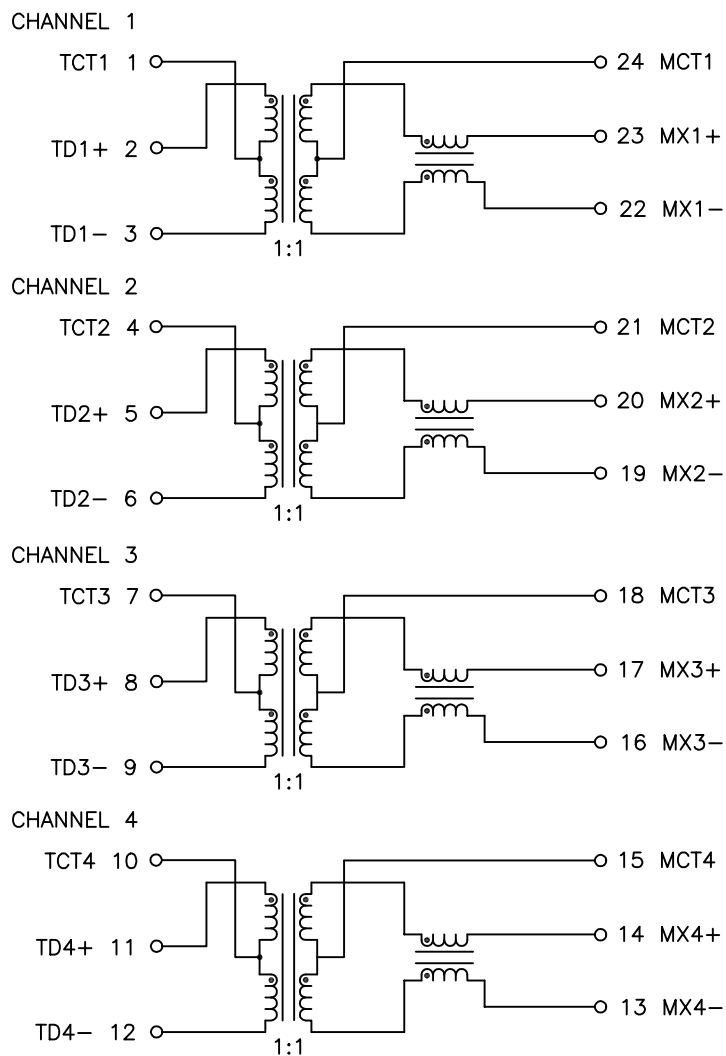 CHANNEL 1
TCT1 1
24 MCT1
TD1+ 2
23 MX1+
22 MX1−
TD1− 3
1:1
CHANNEL 2
TCT2 4
21 MCT2
TD2+ 5
20 MX2+
19 MX2−
TD2− 6
1:1
CHANNEL 3
TCT3 7
18 MCT3
TD3+ 8
17 MX3+
16 MX3−
TD3− 9
1:1
CHANNEL 4
TCT4 10
15 MCT4
TD4+ 11
14 MX4+
13 MX4−
TD4− 12
1:1